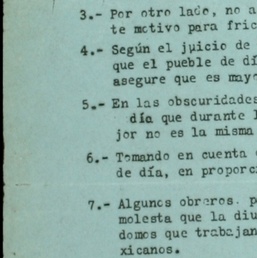 3.- Por otro lado, no a
te motivo para fric
4.- Según el juicio de
que el pueble de dí
asegure que es mayo
5.- En las obscuridades
día que durante l
jor no es la misma
6.- Tomando en cuenta
de día, en proporci
7.- Algunos obreros. p
molesta que la diu
domos que trabajan
xicanos.